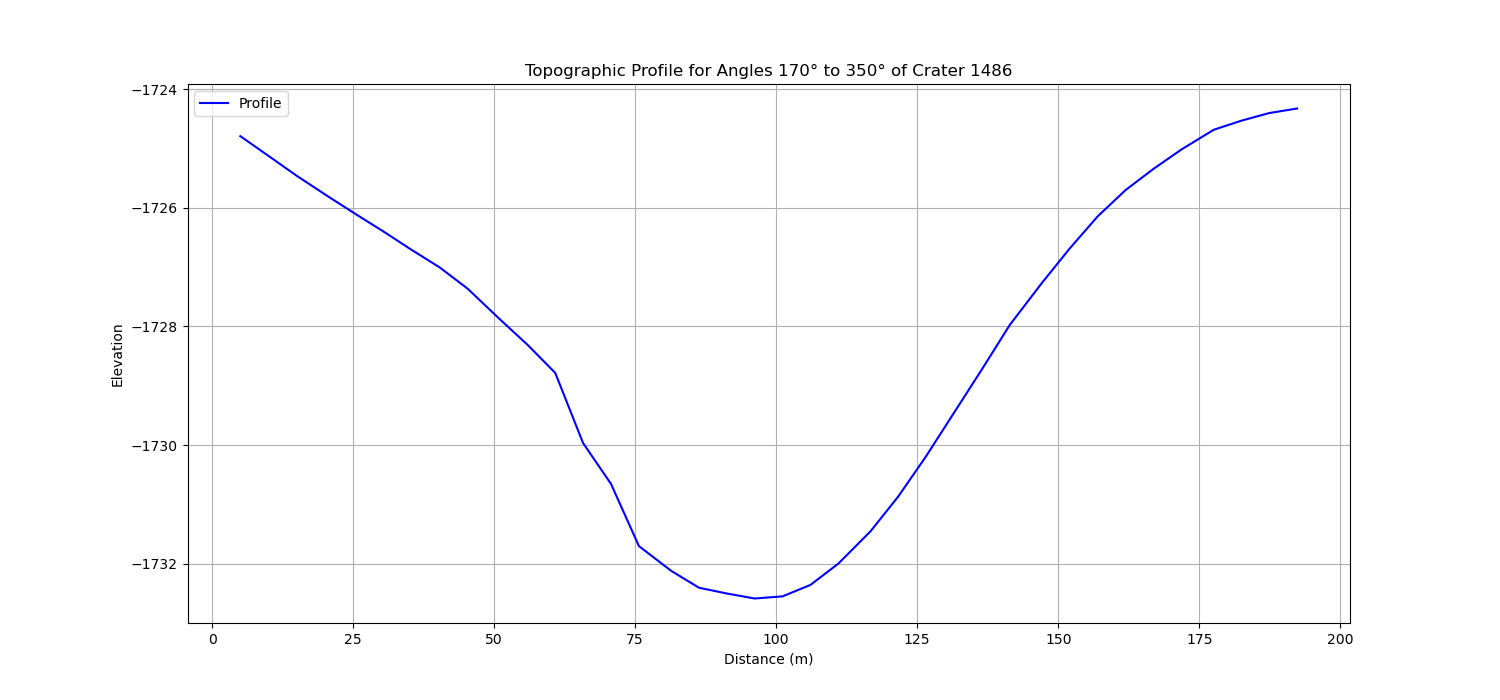 Topographic Profile for Angles 170° to 350° of Crater 1486
Profile
−1724
−1726
−1728
−1730
−1732
Elevation
0 25 50 75 100 125 150 175 200
Distance (m)